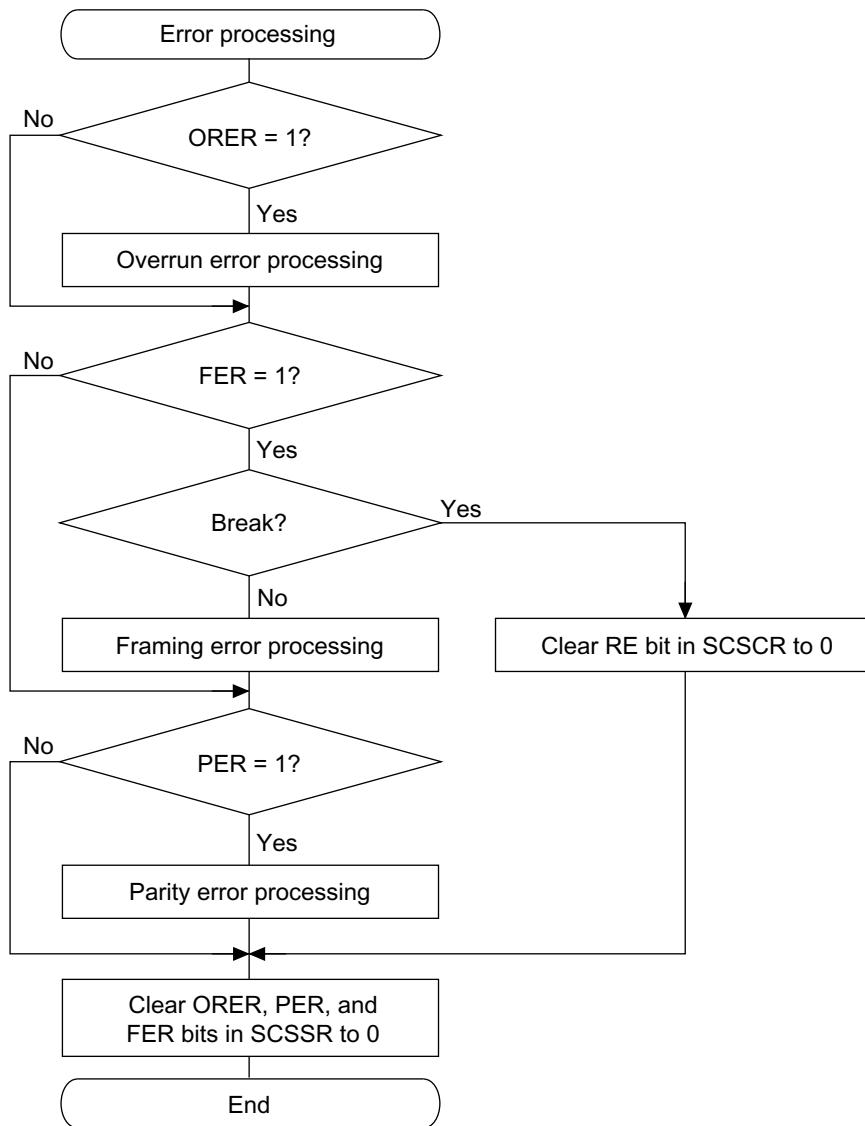 Error processing
No
ORER = 1?
Yes
Overrun error processing
No
FER = 1?
Yes
Break?
Yes
No
Framing error processing
Clear RE bit in SCSCR to 0
No
PER = 1?
Yes
Parity error processing
Clear ORER, PER, and
FER bits in SCSSR to 0
End